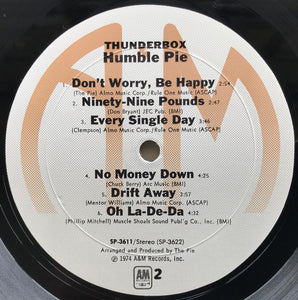 THUNDERBOX
Humble Pie
1. Don't Worry, Be Happy 2:54
(The Pie) Almo Music Corp./Rule One Music (ASCAP)
2. Ninety-Nine Pounds 2:47
(Don Bryant) JEC Pub. (BMI)
3. Every Single Day 3:46
(Clempson) Almo Music Corp./Rule One Music (ASCAP)
4. No Money Down 4:25
(Chuck Berry) Arc Music (BMI)
5. Drift Away 3:44
(Mentor Williams) Almo Music Corp. (ASCAP)
6. Oh La-De-Da 4:32
(Phillip Mitchell) Muscle Shoals Sound Publ'g Co., Inc. (BMI)
SP-3611/Stereo (SP-3622)
Arranged and Produced by The Pie
℗ 1974 A&M Records, Inc.
A&M 2